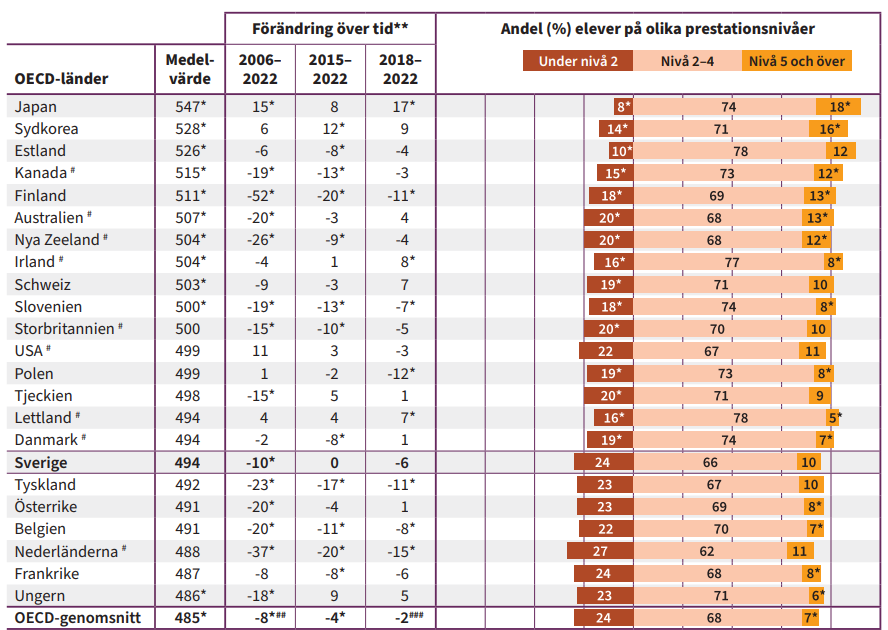 Förändring över tid** Andel (%) elever på olika prestationsnivåer
OECD-länder Medel-värde 2006–2022 2015–2022 2018–2022 Under nivå 2 Nivå 2–4 Nivå 5 och över
Japan 547* 15* 8 17* 8* 74 18*
Sydkorea 528* 6 12* 9 14* 71 16*
Estland 526* -6 -8* -4 10* 78 12
Kanada # 515* -19* -13* -3 15* 73 12*
Finland 511* -52* -20* -11* 18* 69 13*
Australien # 507* -20* -3 4 20* 68 13*
Nya Zeeland # 504* -26* -9* -4 20* 68 12*
Irland # 504* -4 1 8* 16* 77 8*
Schweiz 503* -9 -3 7 19* 71 10
Slovenien 500* -19* -13* -7* 18* 74 8*
Storbritannien # 500 -15* -10* -5 20* 70 10
USA # 499 11 3 -3 22 67 11
Polen 499 1 -2 -12* 19* 73 8*
Tjeckien 498 -15* 5 1 20* 71 9
Lettland # 494 4 4 7* 16* 78 5*
Danmark # 494 -2 -8* 1 19* 74 7*
Sverige 494 -10* 0 -6 24 66 10
Tyskland 492 -23* -17* -11* 23 67 10
Österrike 491 -20* -4 1 23 69 8*
Belgien 491 -20* -11* -8* 22 70 7*
Nederländerna # 488 -37* -20* -15* 27 62 11
Frankrike 487 -8 -8* -6 24 68 8*
Ungern 486* -18* 9 5 23 71 6*
OECD-genomsnitt 485* -8*## -4* -2### 24 68 7*